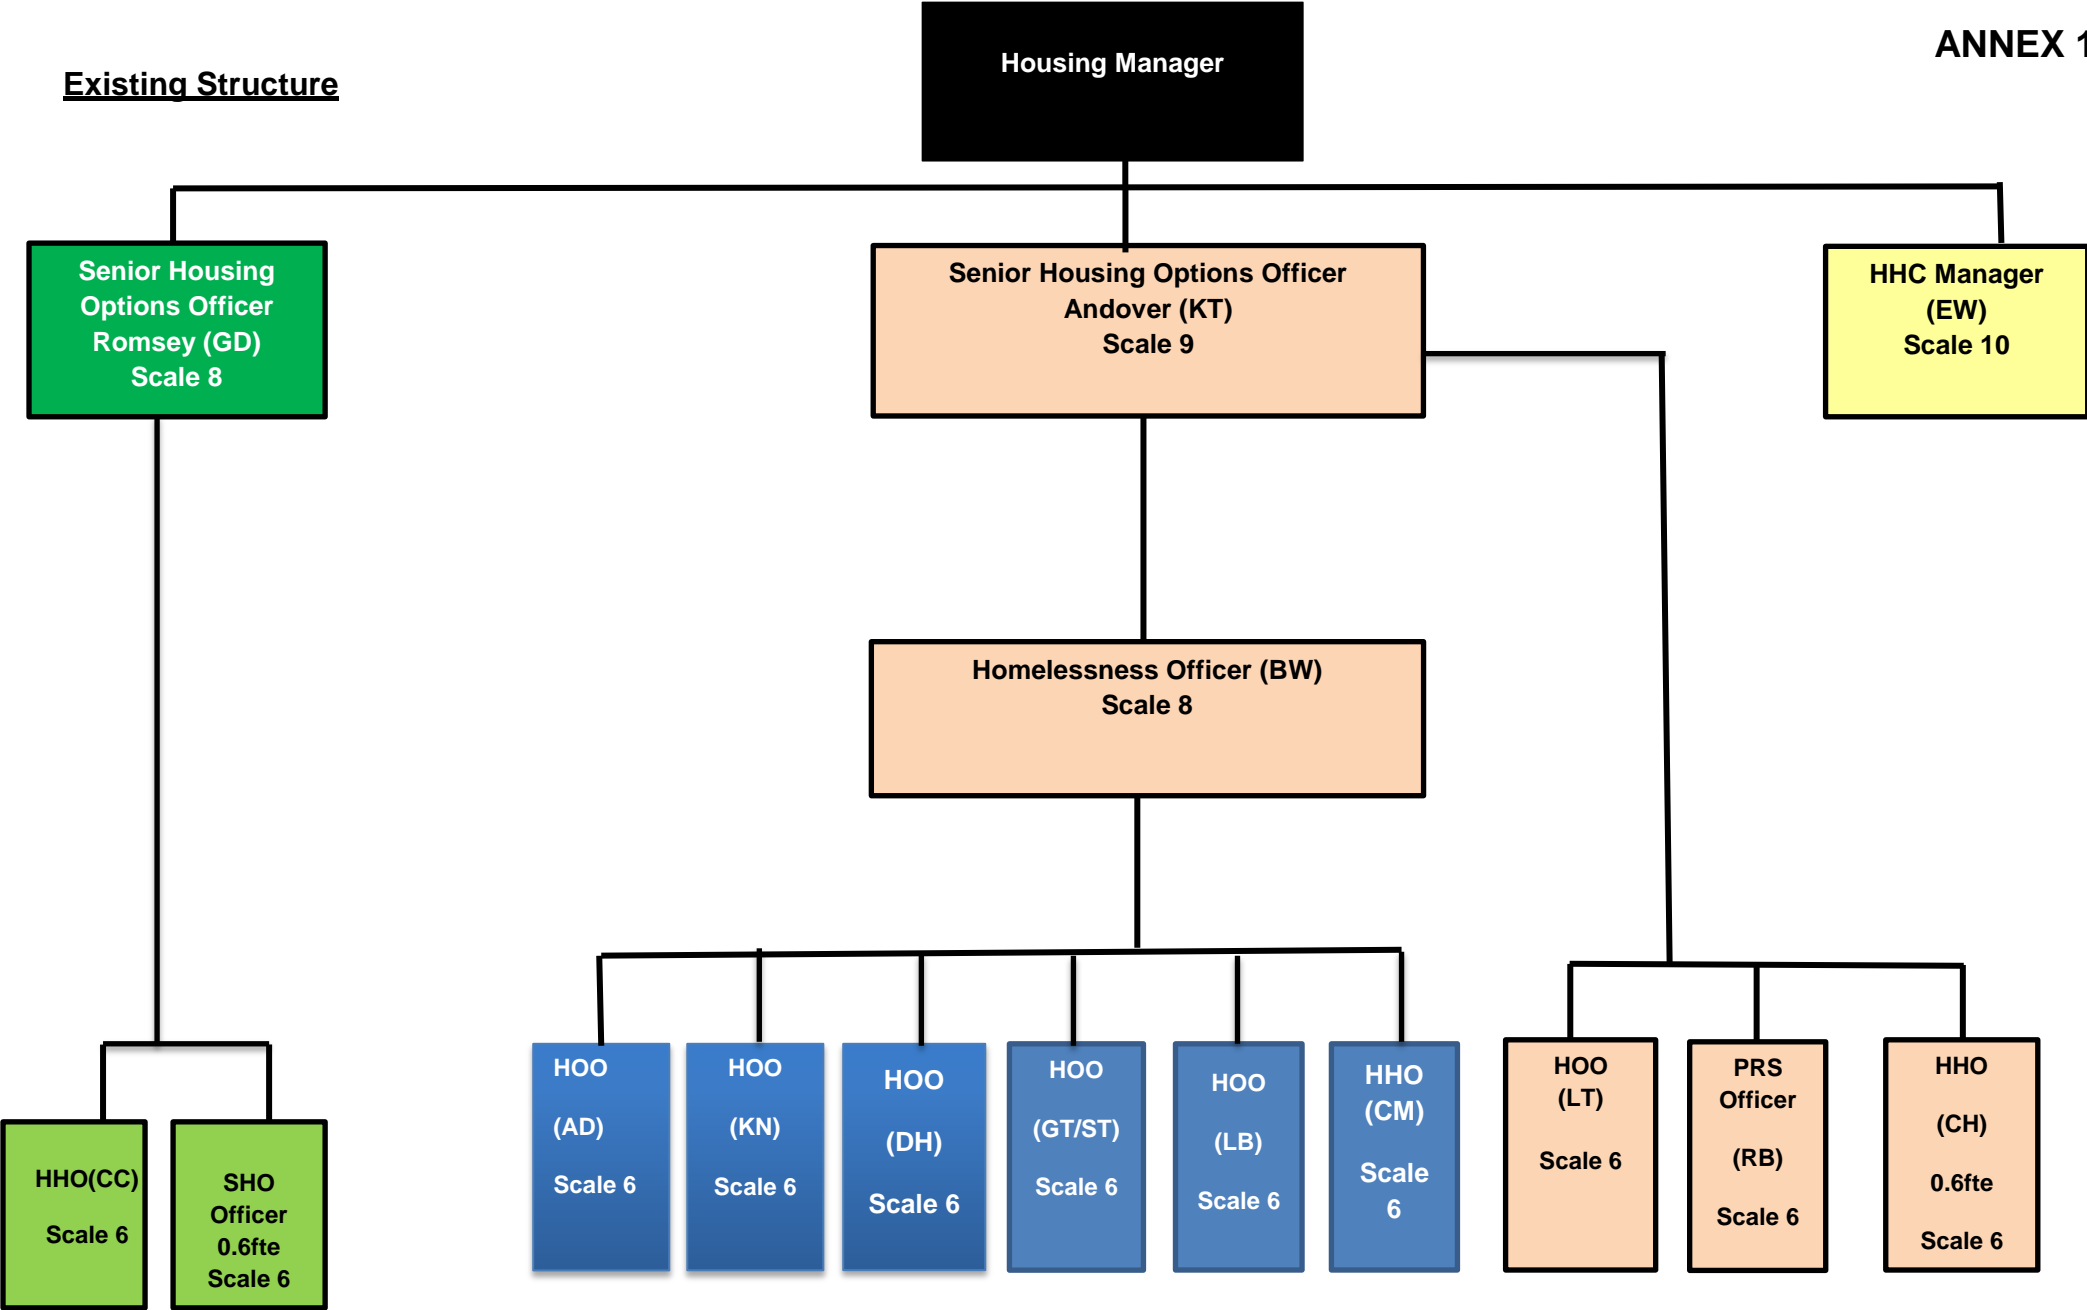 ANNEX 1
Existing Structure
Housing Manager
Senior Housing
Options Officer
Romsey (GD)
Scale 8
Senior Housing Options Officer
Andover (KT)
Scale 9
HHC Manager
(EW)
Scale 10
Homelessness Officer (BW)
Scale 8
HHO(CC)
Scale 6
SHO
Officer
0.6fte
Scale 6
HOO
(AD)
Scale 6
HOO
(KN)
Scale 6
HOO
(DH)
Scale 6
HOO
(GT/ST)
Scale 6
HOO
(LB)
Scale 6
HHO
(CM)
Scale
6
HOO
(LT)
Scale 6
PRS
Officer
(RB)
Scale 6
HHO
(CH)
0.6fte
Scale 6